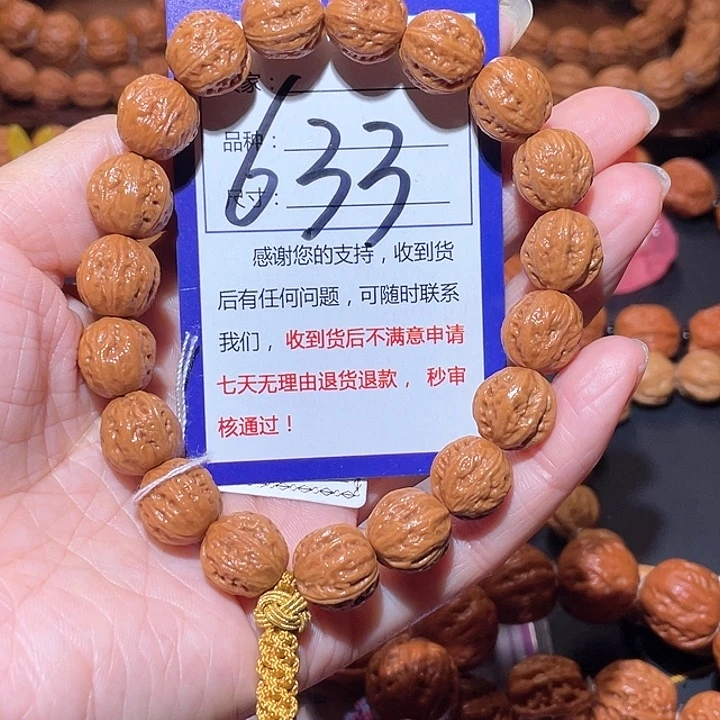 家：
品种：
633
尺寸：
感谢您的支持，收到货
后有任何问题，可随时联系
我们，收到货后不满意申请
七天无理由退货退款，秒审
核通过！